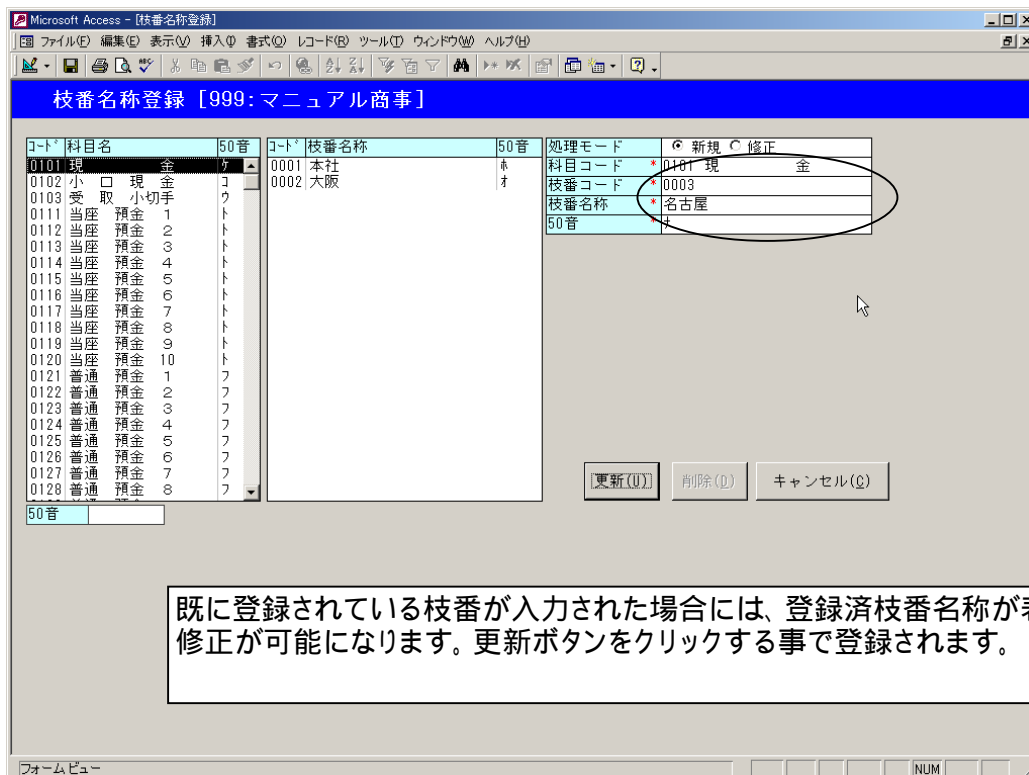 Microsoft Access - [枝番名称登録]
ファイル(F) 編集(E) 表示(V) 挿入(I) 書式(O) レコード(R) ツール(T) ウィンドウ(W) ヘルプ(H)
枝番名称登録 [999:マニュアル商事]
コード 科目名 50音
0101 現 金 ケ
0102 小 口 現 金 コ
0103 受 取 小切手 ウ
0111 当座 預金 1 ト
0112 当座 預金 2 ト
0113 当座 預金 3 ト
0114 当座 預金 4 ト
0115 当座 預金 5 ト
0116 当座 預金 6 ト
0117 当座 預金 7 ト
0118 当座 預金 8 ト
0119 当座 預金 9 ト
0120 当座 預金 10 ト
0121 普通 預金 1 フ
0122 普通 預金 2 フ
0123 普通 預金 3 フ
0124 普通 預金 4 フ
0125 普通 預金 5 フ
0126 普通 預金 6 フ
0127 普通 預金 7 フ
0128 普通 預金 8 フ
50音
コード 枝番名称 50音
0001 本社 ホ
0002 大阪 オ
処理モード 新規 修正
科目コード * 0101 現 金
枝番コード * 0003
枝番名称 * 名古屋
50音 * ナ
更新(U) 削除(D) キャンセル(C)
既に登録されている枝番が入力された場合には、登録済枝番名称が
修正が可能になります。更新ボタンをクリックする事で登録されます。
フォームビュー NUM